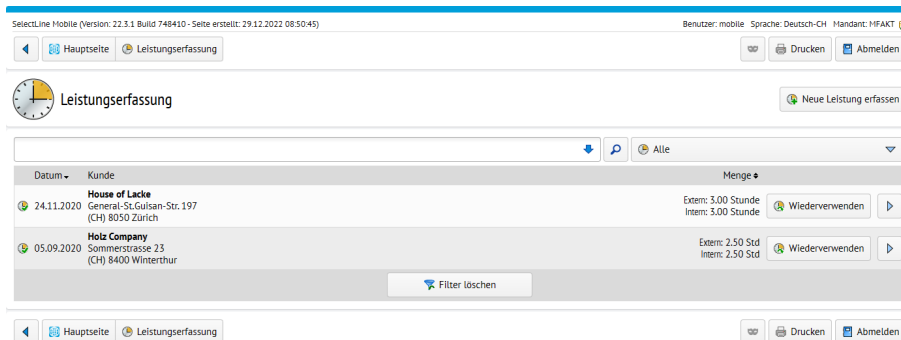 SelectLine Mobile (Version: 22.3.1 Build 748410 - Seite erstellt: 29.12.2022 08:50:45) Benutzer: mobile Sprache: Deutsch-CH Mandant: MFAKT (
Hauptseite Leistungserfassung Drucken Abmelden
Leistungserfassung Neue Leistung erfassen
Alle
Datum Kunde Menge
House of Lacke
24.11.2020 General-St.Guisan-Str. 197 Extern: 3.00 Stunde Wiederverwenden
(CH) 8050 Zürich Intern: 3.00 Stunde
Holz Company
05.09.2020 Sommerstrasse 23 Extern: 2.50 Std Wiederverwenden
(CH) 8400 Winterthur Intern: 2.50 Std
Filter löschen
Hauptseite Leistungserfassung Drucken Abmelden